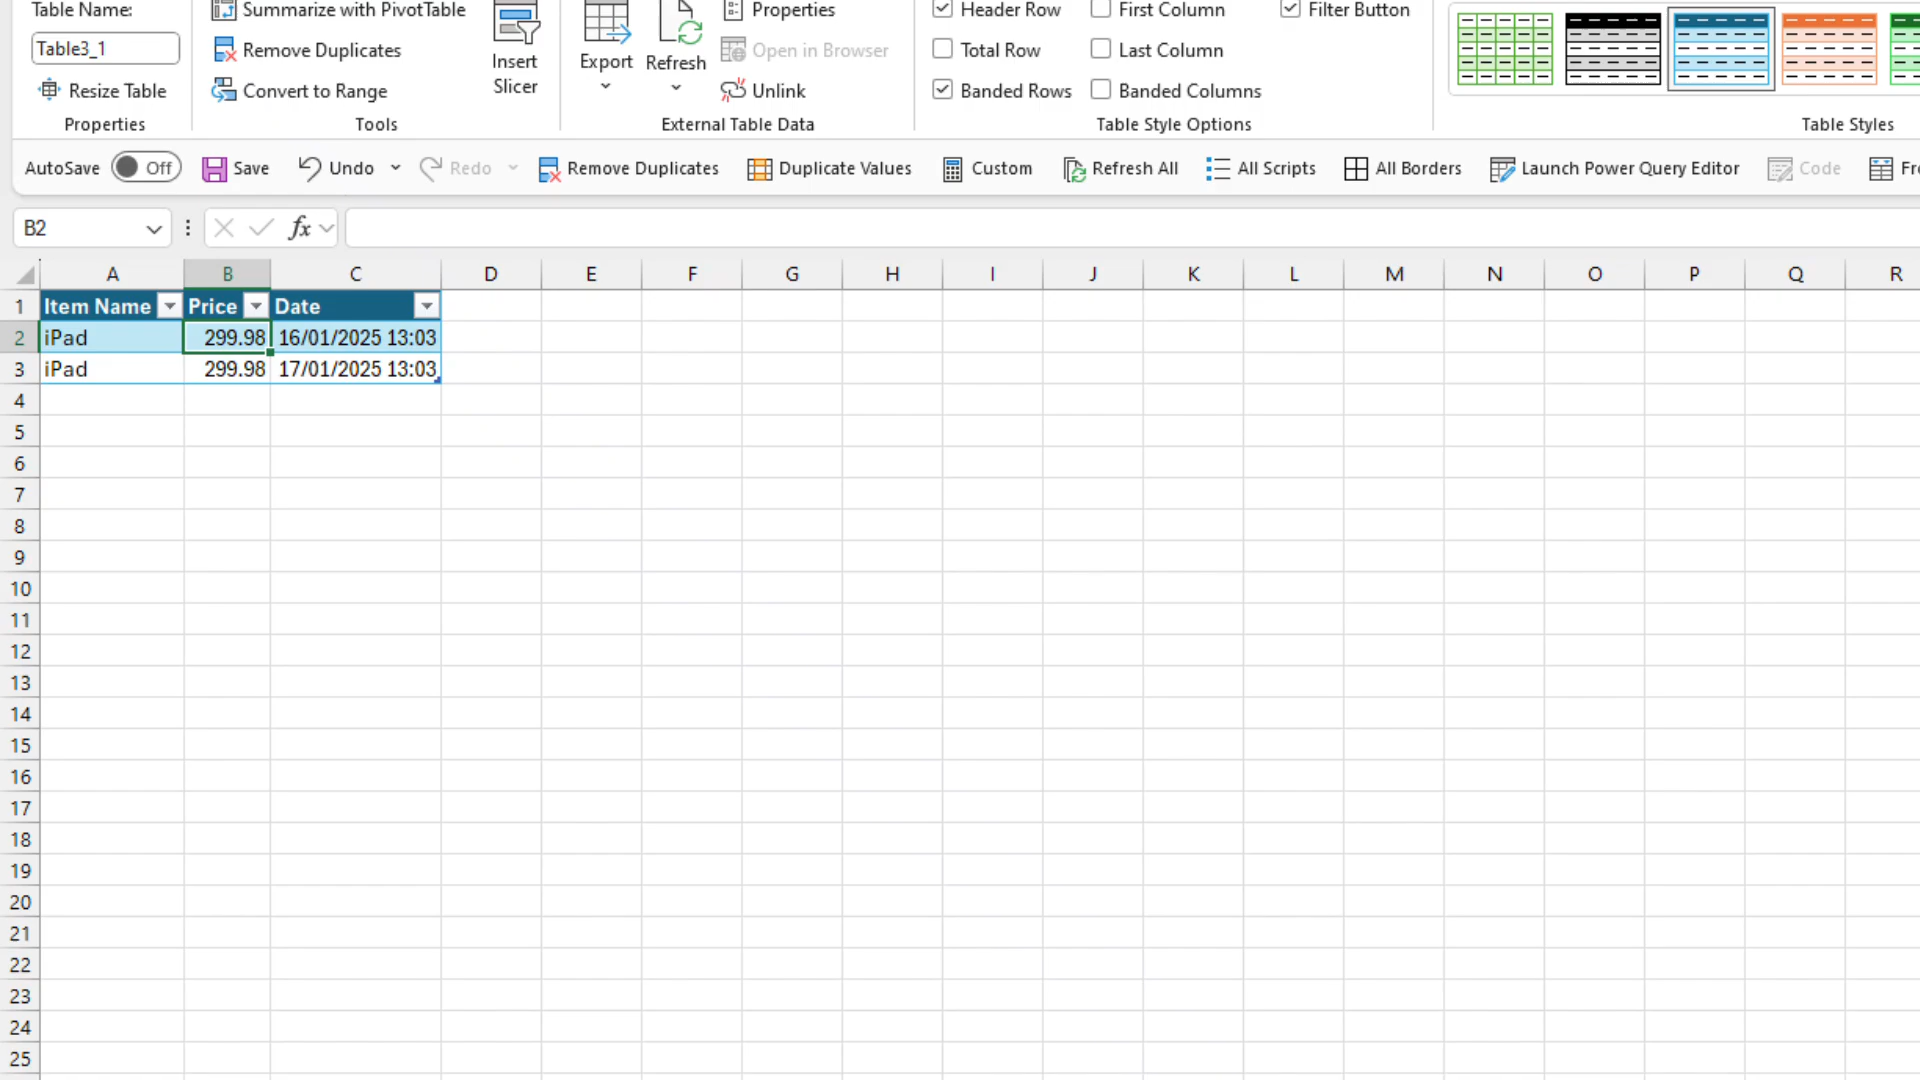 Table Name: Summarize with PivotTable Properties Header Row First Column Filter Button
Table3_1 Remove Duplicates Insert Slicer Export Refresh Open in Browser Total Row Last Column
Resize Table Convert to Range Unlink Banded Rows Banded Columns
Properties Tools External Table Data Table Style Options Table Styles
AutoSave Off Save Undo Redo Remove Duplicates Duplicate Values Custom Refresh All All Scripts All Borders Launch Power Query Editor Code
B2 fx
A B C D E F G H I J K L M N O P Q R
1 Item Name Price Date
2 iPad 299.98 16/01/2025 13:03
3 iPad 299.98 17/01/2025 13:03
4
5
6
7
8
9
10
11
12
13
14
15
16
17
18
19
20
21
22
23
24
25